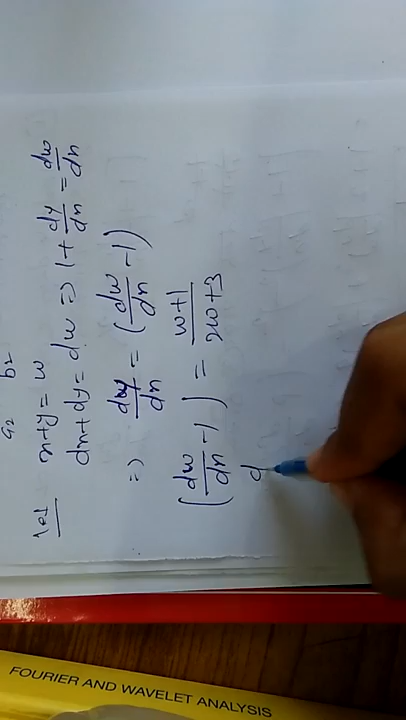 a₂ b₂
let x+y = w
dx+dy = dw => 1 + dy/dx = dw/dx
=> dy/dx = (dw/dx - 1)
(dw/dx - 1) = w+1/2w+3
d
FOURIER AND WAVELET ANALYSIS